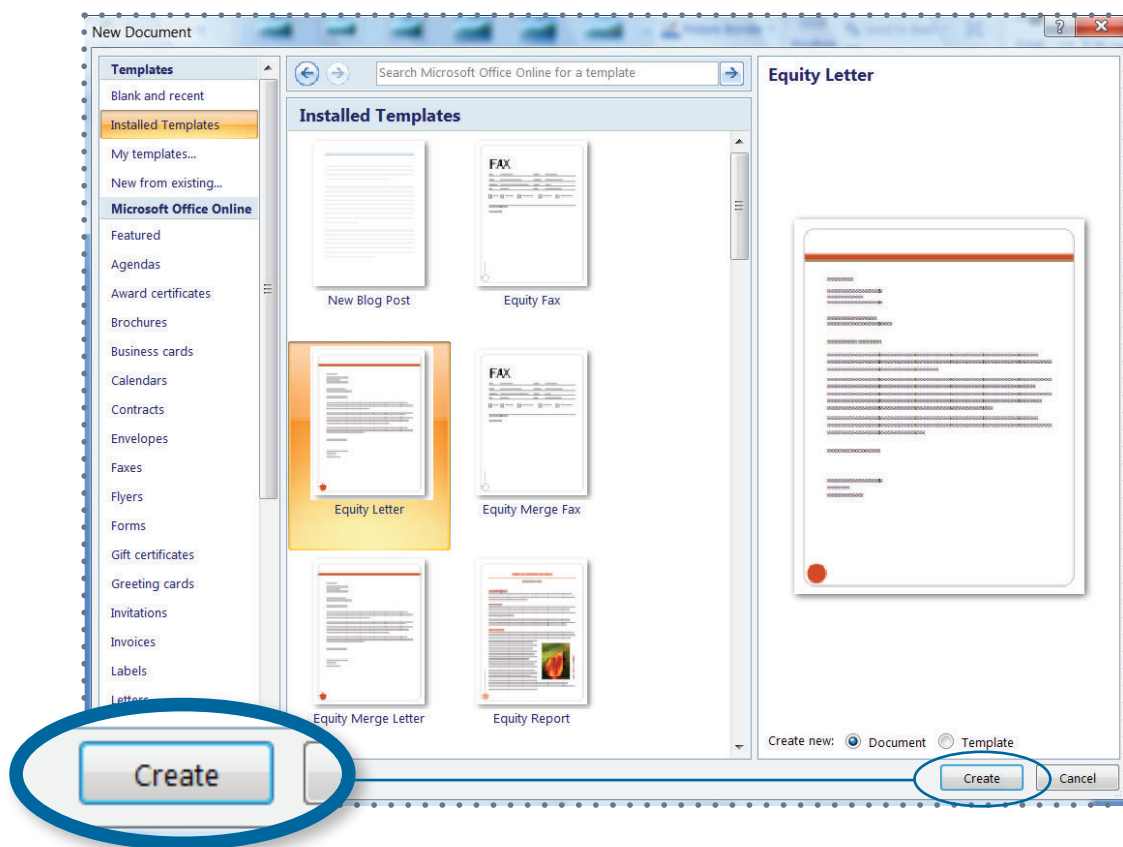 New Document
Templates
Blank and recent
Installed Templates
My templates...
New from existing...
Microsoft Office Online
Featured
Agendas
Award certificates
Brochures
Business cards
Calendars
Contracts
Envelopes
Faxes
Flyers
Forms
Gift certificates
Greeting cards
Invitations
Invoices
Labels
Letters
Search Microsoft Office Online for a template
Installed Templates
New Blog Post
FAX
Equity Fax
Equity Letter
FAX
Equity Merge Fax
Equity Merge Letter
Equity Report
Equity Letter
Create new: Document Template
Create Cancel
Create